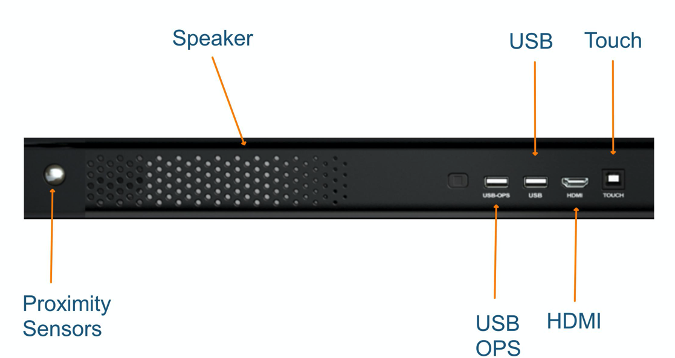 Speaker
USB
Touch
USB-OPS
USB
HDMI
TOUCH
Proximity
Sensors
USB
OPS
HDMI